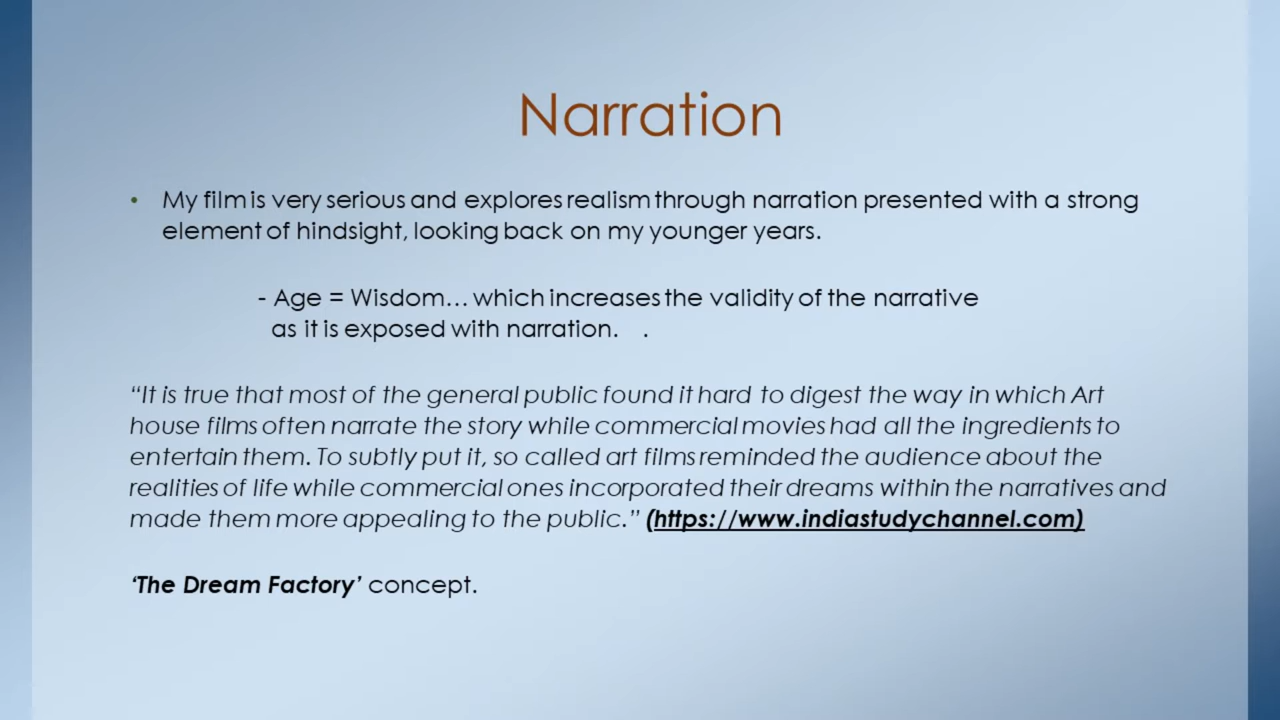 Narration
• My film is very serious and explores realism through narration presented with a strong
element of hindsight, looking back on my younger years.
- Age = Wisdom… which increases the validity of the narrative
as it is exposed with narration. .
“It is true that most of the general public found it hard to digest the way in which Art
house films often narrate the story while commercial movies had all the ingredients to
entertain them. To subtly put it, so called art films reminded the audience about the
realities of life while commercial ones incorporated their dreams within the narratives and
made them more appealing to the public.” (https://www.indiastudychannel.com)
‘The Dream Factory’ concept.